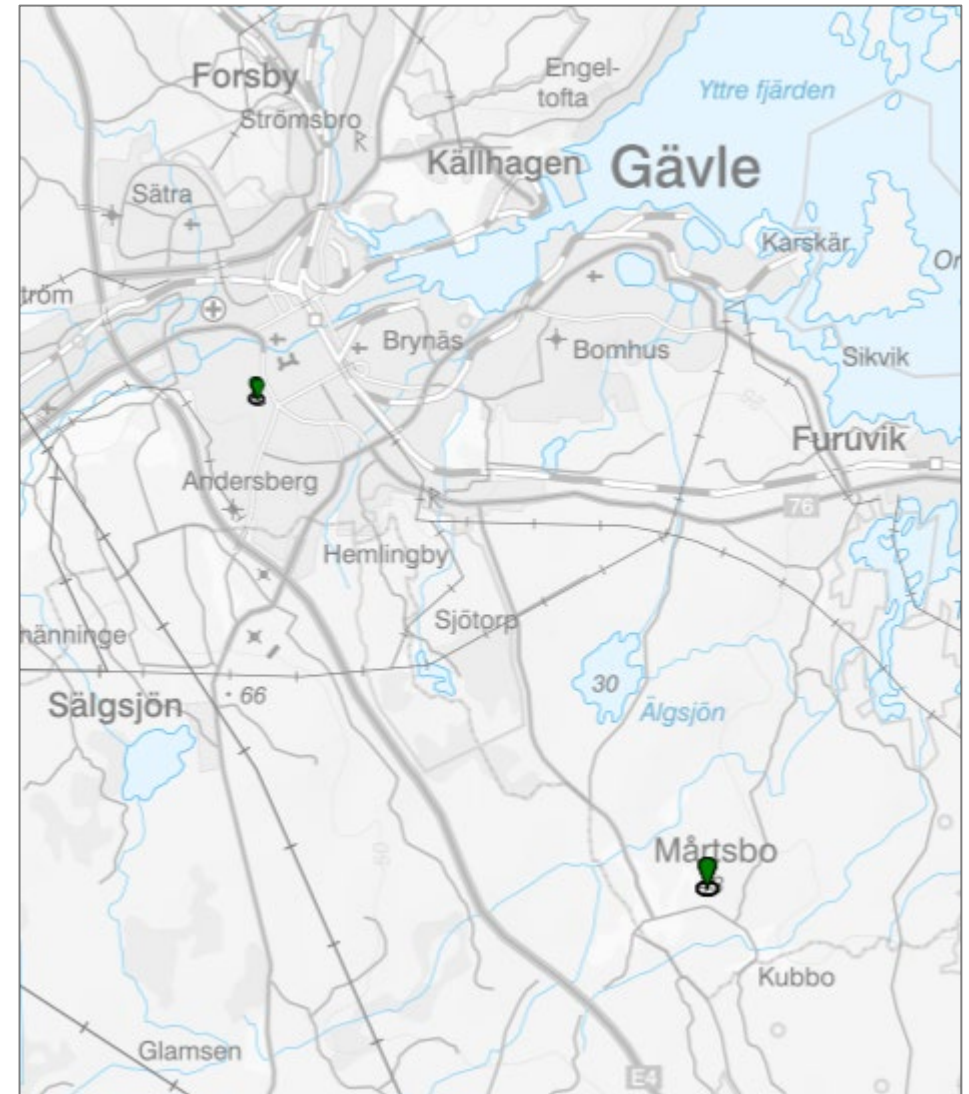 Forsby
Engel-
tofta
Yttre fjärden
Strömsbro
Källhagen
Gävle
Sätra
Karskär
Or
tröm
Brynäs
Bomhus
Sikvik
Furuvik
Andersberg
76
Hemlingby
Sjötorp
nänninge
30
Sälgsjön
66
Älgsjön
50
Mårtsbo
Kubbo
Glamsen
E4